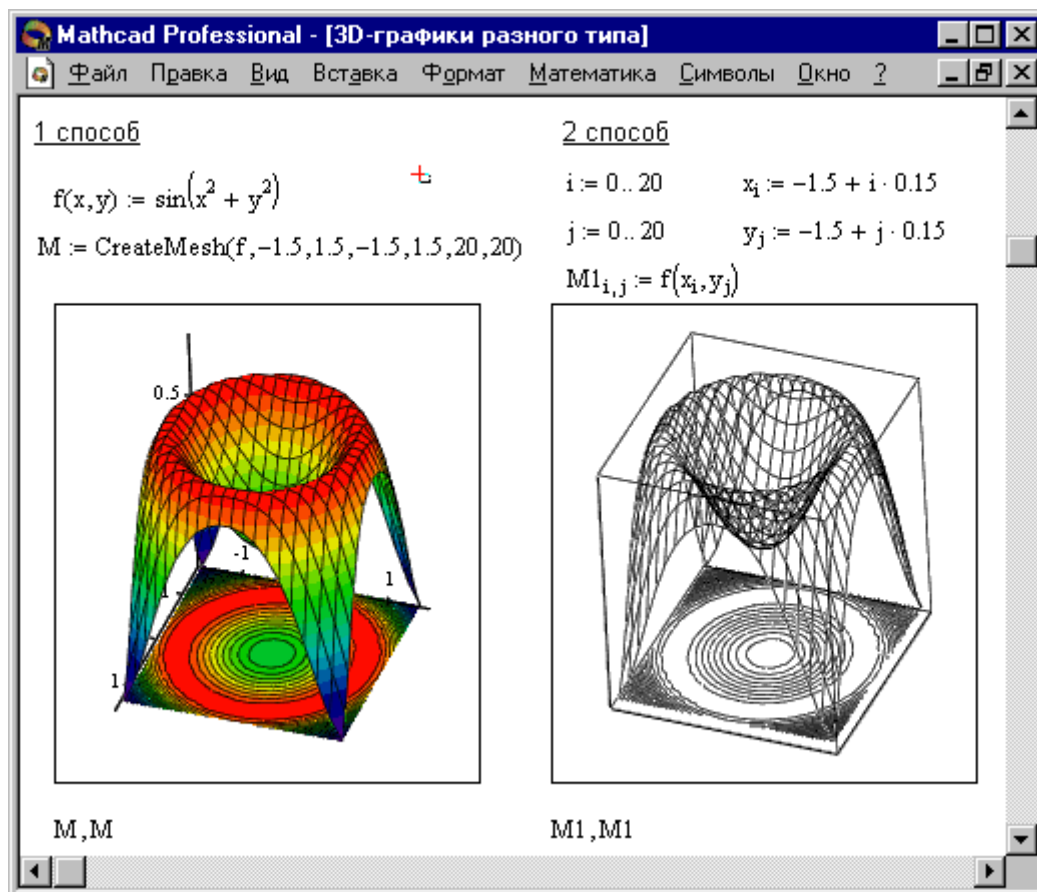 Mathcad Professional - [3D-графики разного типа]
Файл Правка Вид Вставка Формат Математика Символы Окно ?
1 способ
f(x,y) := sin(x² + y²)
M := CreateMesh(f,−1.5,1.5,−1.5,1.5,20,20)
0.5
-1
1
1
1
M,M
2 способ
i := 0.. 20 xᵢ := −1.5 + i · 0.15
j := 0.. 20 yⱼ := −1.5 + j · 0.15
M1ᵢ,ⱼ := f(xᵢ,yⱼ)
M1,M1